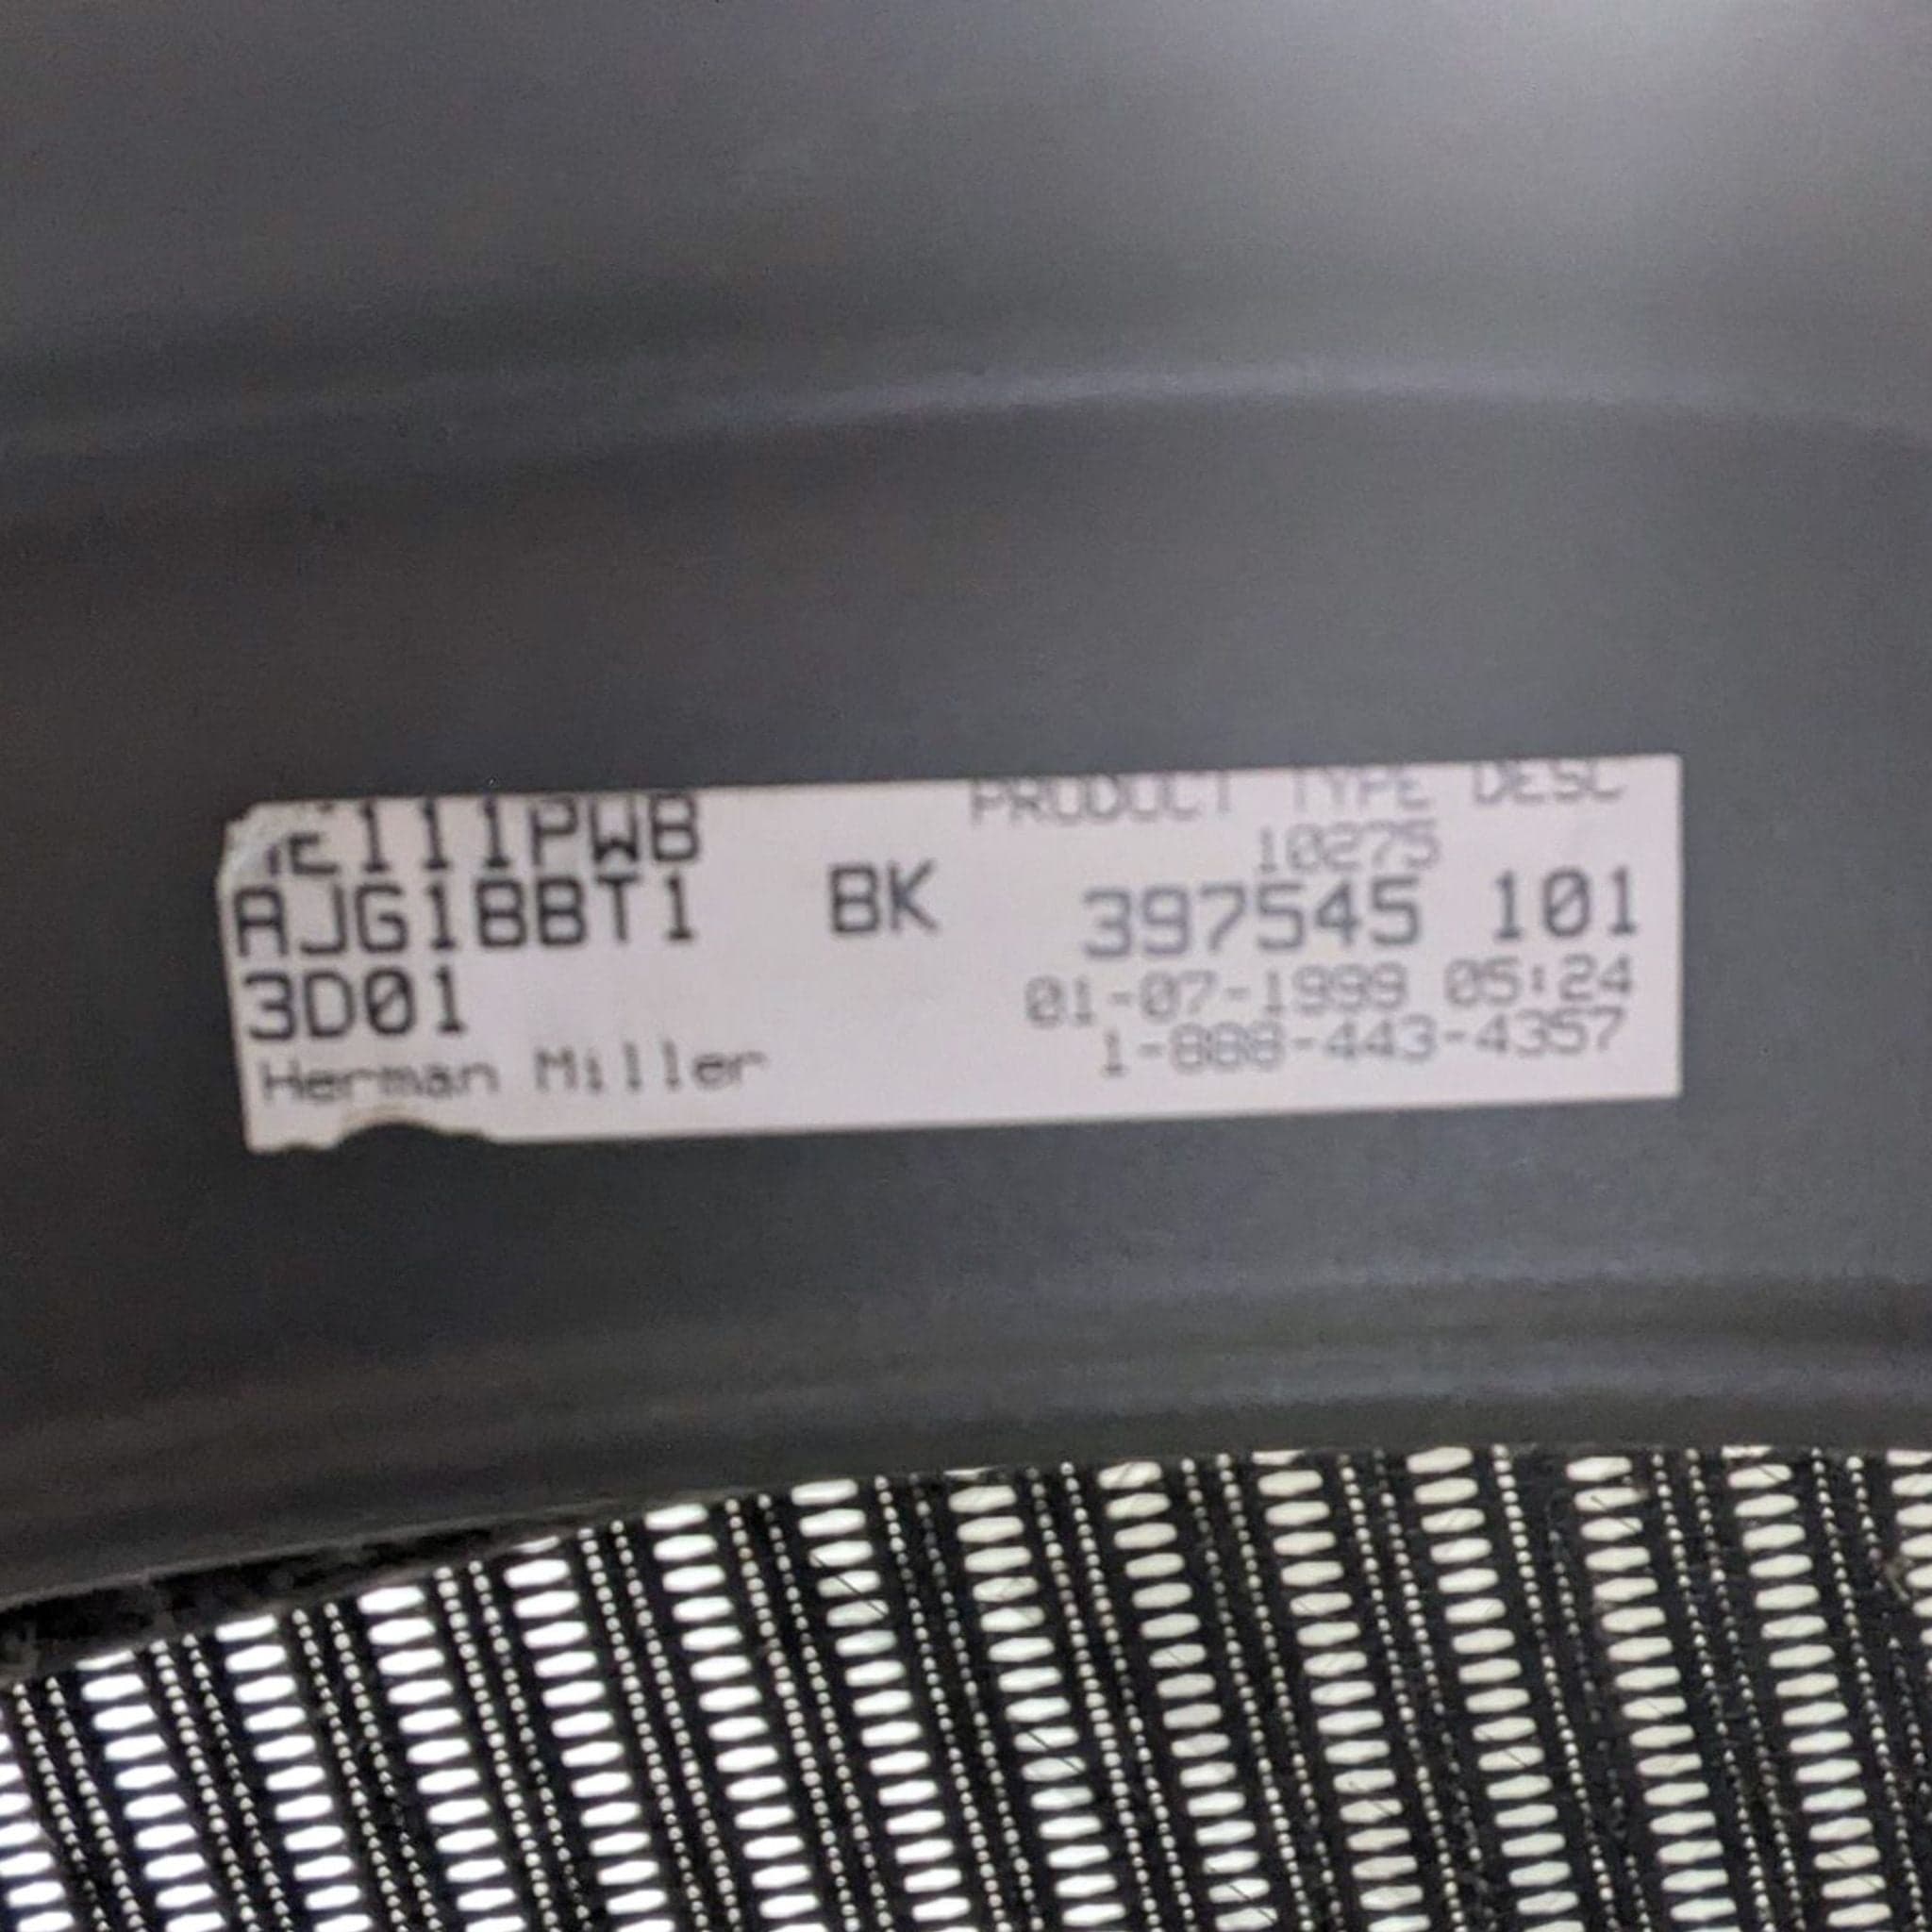 AE111PWB
PRODUCT TYPE DESC
10275
AJG1BBT1 BK 397545 101
3D01
01-07-1999 05:24
Herman Miller
1-888-443-4357